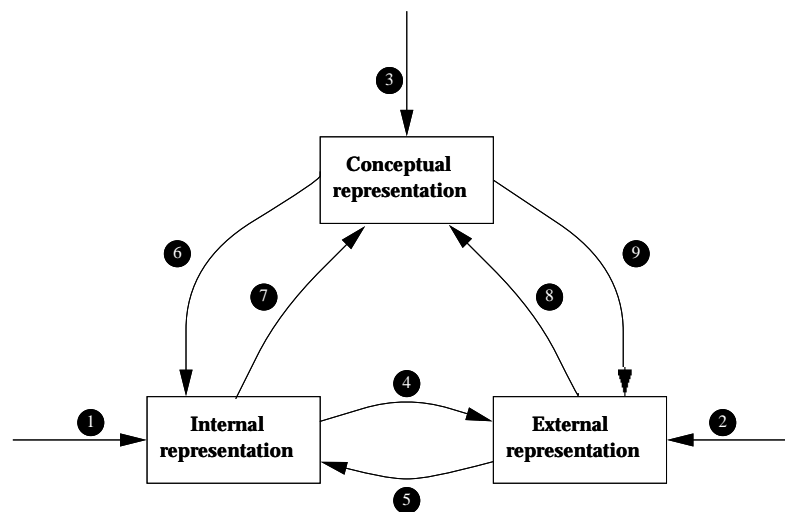 3
Conceptual
representation
6
9
7
8
4
1
Internal
representation
External
representation
2
5